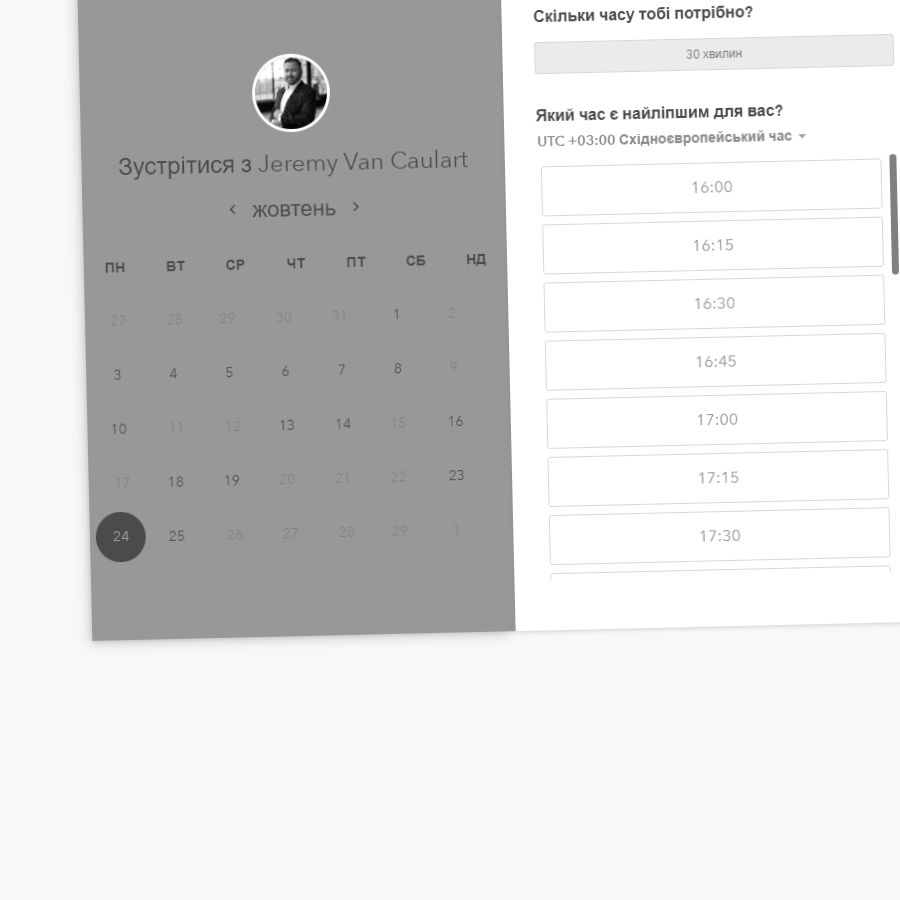 Зустрітися з Jeremy Van Caulart
жовтень
ПН ВТ СР ЧТ ПТ СБ НД
27 28 29 30 31 1 2
3 4 5 6 7 8 9
10 11 12 13 14 15 16
17 18 19 20 21 22 23
24 25 26 27 28 29 1
Скільки часу тобі потрібно?
30 хвилин
Який час є найліпшим для вас?
UTC +03:00 Східноєвропейський час
16:00
16:15
16:30
16:45
17:00
17:15
17:30